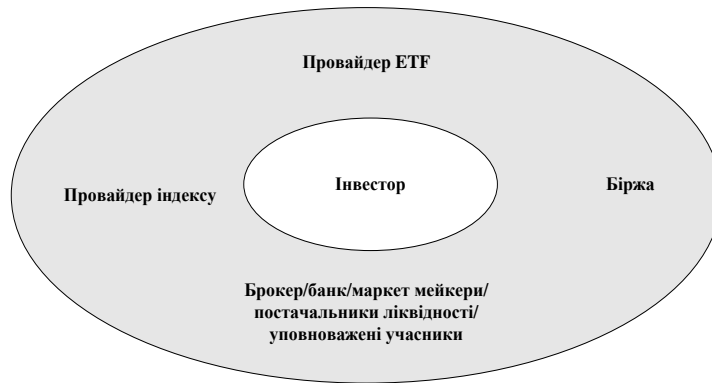 Провайдер ETF
Провайдер індексу
Інвестор
Біржа
Брокер/банк/маркет мейкери/
постачальники ліквідності/
уповноважені учасники